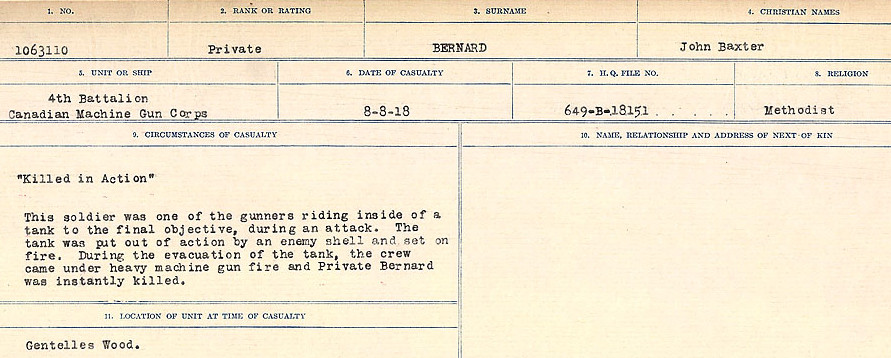 1. NO. 2. RANK OR RATING 3. SURNAME 4. CHRISTIAN NAMES
1063110 Private BERNARD John Baxter
5. UNIT OR SHIP 6. DATE OF CASUALTY 7. H. Q. FILE NO. 8. RELIGION
4th Battalion
Canadian Machine Gun Corps 8-8-18 649-B-18151 . . . . . Methodist
9. CIRCUMSTANCES OF CASUALTY 10. NAME, RELATIONSHIP AND ADDRESS OF NEXT OF KIN
"Killed in Action"
This soldier was one of the gunners riding inside of a
tank to the final objective, during an attack. The
tank was put out of action by an enemy shell and set on
fire. During the evacuation of the tank, the crew
came under heavy machine gun fire and Private Bernard
was instantly killed.
11. LOCATION OF UNIT AT TIME OF CASUALTY
Gentelles Wood.